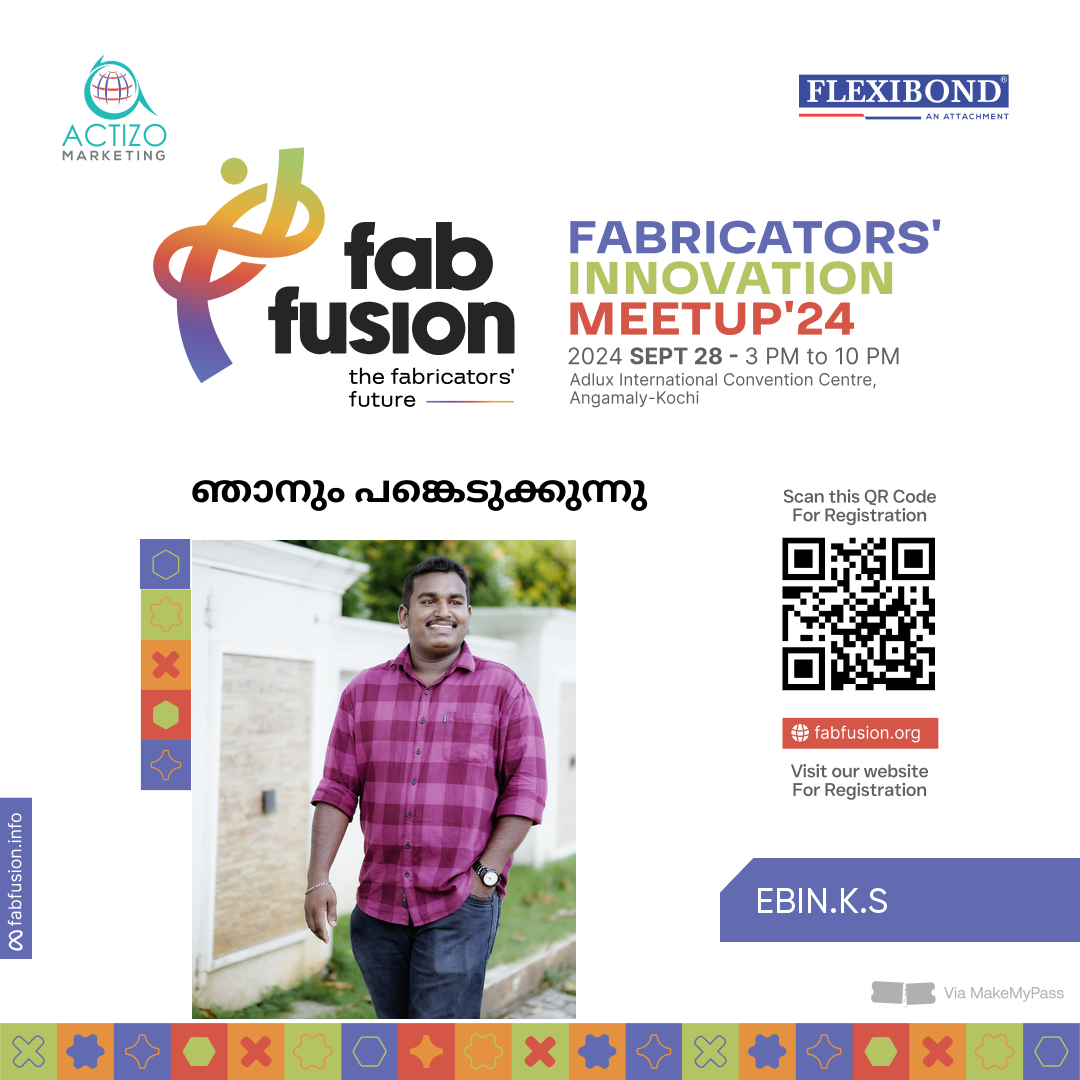 ACTIZO
MARKETING
FLEXIBOND®
AN ATTACHMENT
fab
fusion
the fabricators'
future
FABRICATORS'
INNOVATION
MEETUP'24
2024 SEPT 28 - 3 PM to 10 PM
Adlux International Convention Centre,
Angamaly-Kochi
ഞാനും പങ്കെടുക്കുന്നു
Scan this QR Code
For Registration
fabfusion.org
Visit our website
For Registration
fabfusion.info
EBIN.K.S
Via MakeMyPass